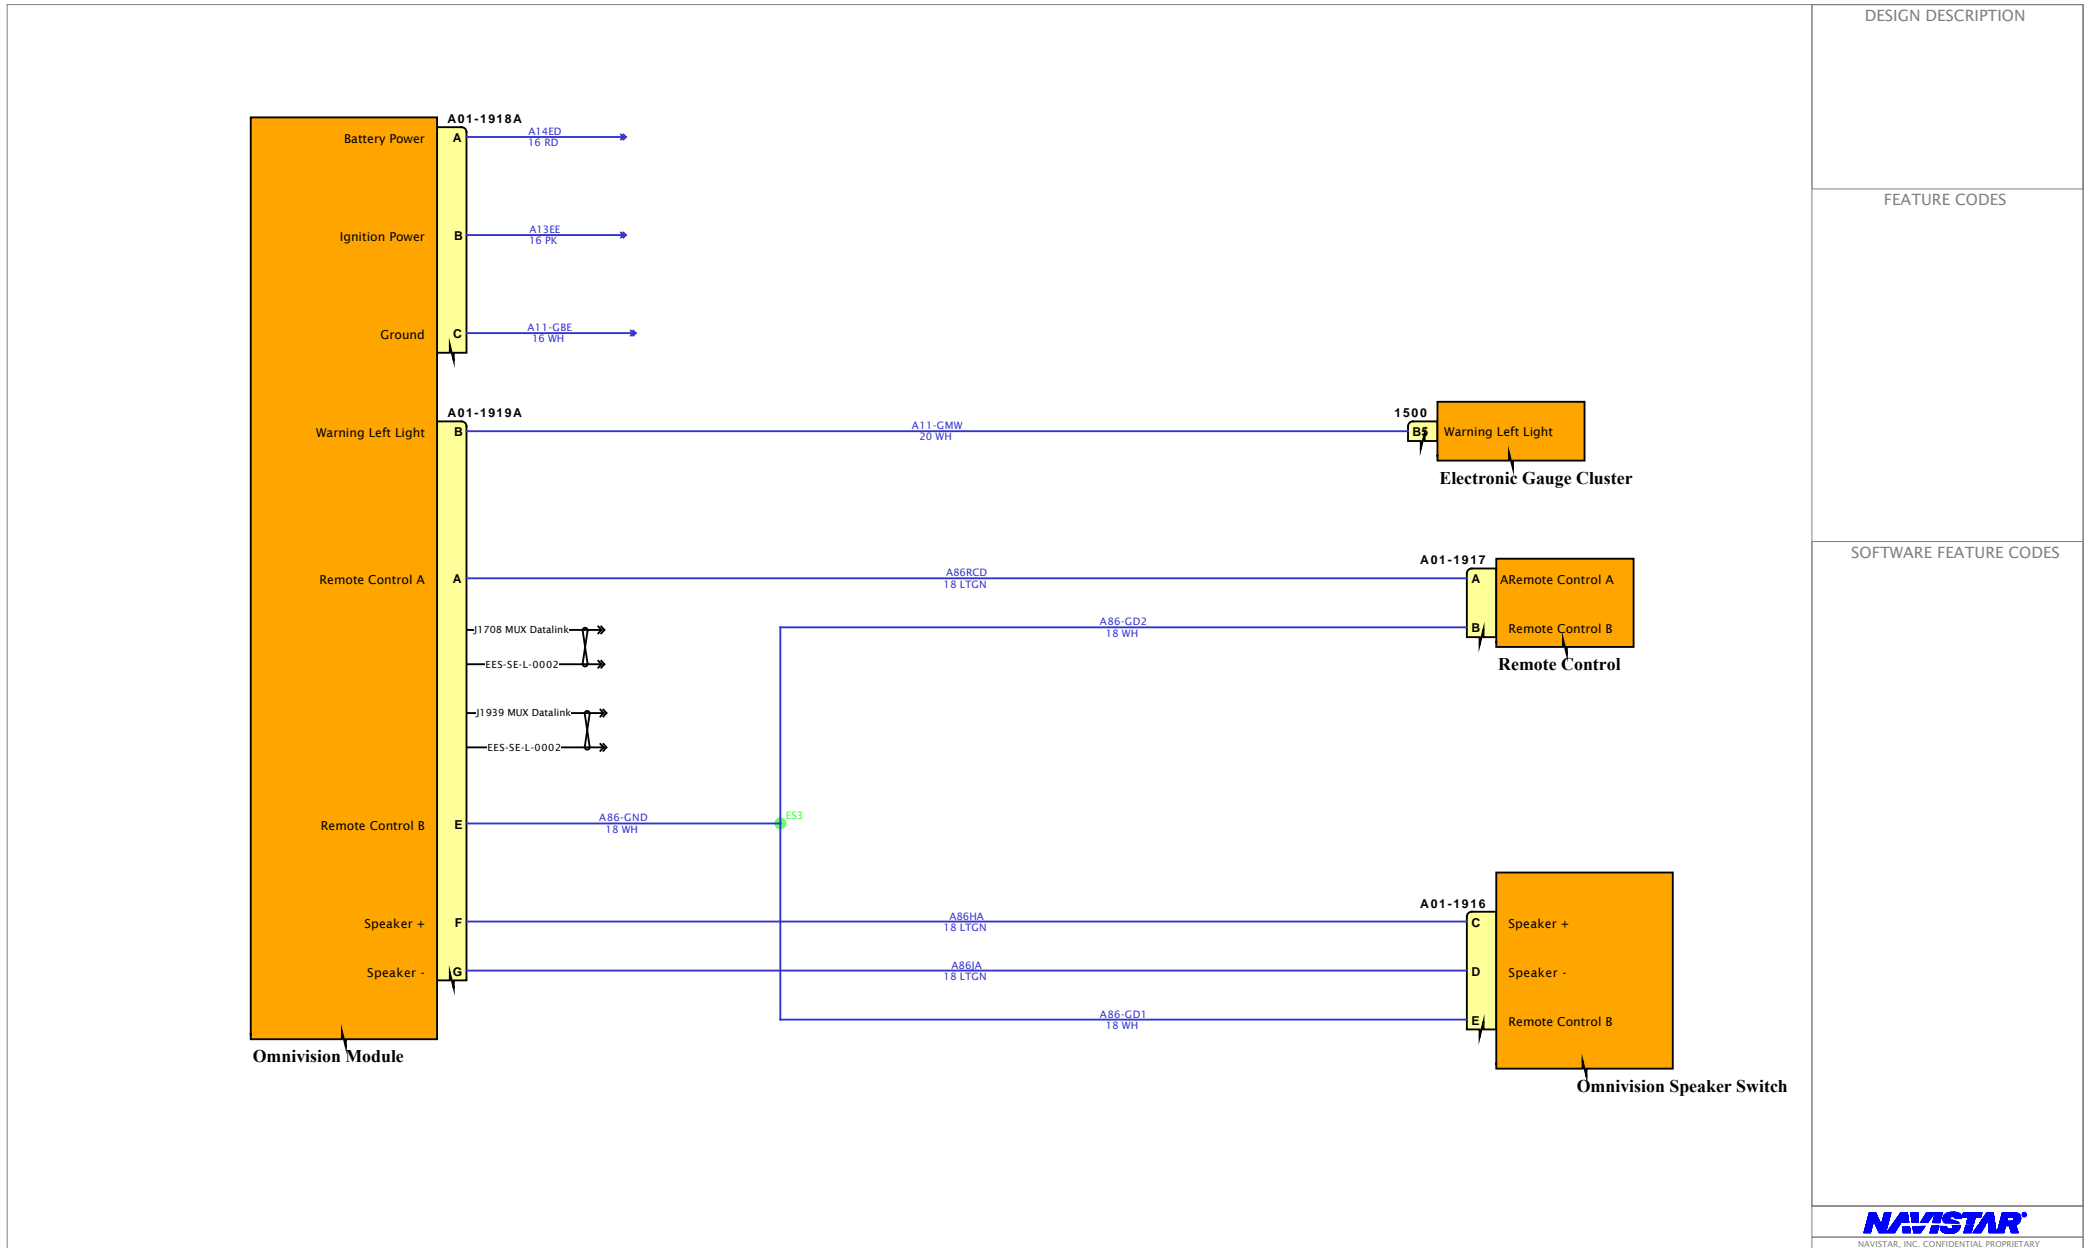 DESIGN DESCRIPTION
FEATURE CODES
SOFTWARE FEATURE CODES
A01-1918A
Battery Power
A
A14ED
16 RD
Ignition Power
B
A13EE
16 PK
Ground
C
A11-GBE
16 WH
A01-1919A
Warning Left Light
B
A11-GMW
20 WH
1500
B5
Warning Left Light
Electronic Gauge Cluster
Remote Control A
A
A86RCD
18 LTGN
A01-1917
A
ARemote Control A
J1708 MUX Datalink
EES-SE-L-0002
A86-GD2
18 WH
B
Remote Control B
Remote Control
J1939 MUX Datalink
EES-SE-L-0002
Remote Control B
E
A86-GND
18 WH
ES3
A01-1916
Speaker +
F
A86HA
18 LTGN
C
Speaker +
Speaker -
G
A86JA
18 LTGN
D
Speaker -
A86-GD1
18 WH
E
Remote Control B
Omnivision Module
Omnivision Speaker Switch
NAVISTAR®
NAVISTAR, INC. CONFIDENTIAL PROPRIETARY